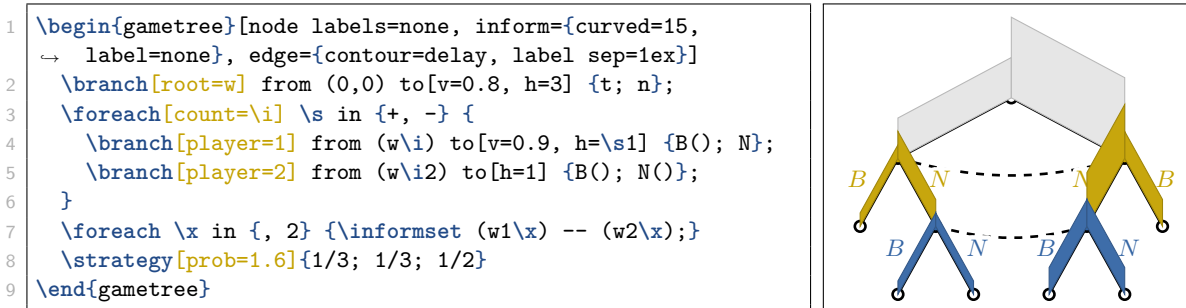 1 \begin{gametree}[node labels=none, inform={curved=15,
↪ label=none}, edge={contour=delay, label sep=1ex}]
2 \branch[root=w] from (0,0) to[v=0.8, h=3] {t; n};
3 \foreach[count=\i] \s in {+, -} {
4 \branch[player=1] from (w\i) to[v=0.9, h=\s1] {B(); N};
5 \branch[player=2] from (w\i2) to[h=1] {B(); N()};
6 }
7 \foreach \x in {, 2} {\informset (w1\x) -- (w2\x);}
8 \strategy[prob=1.6]{1/3; 1/3; 1/2}
9 \end{gametree}
B N N B
B N B N